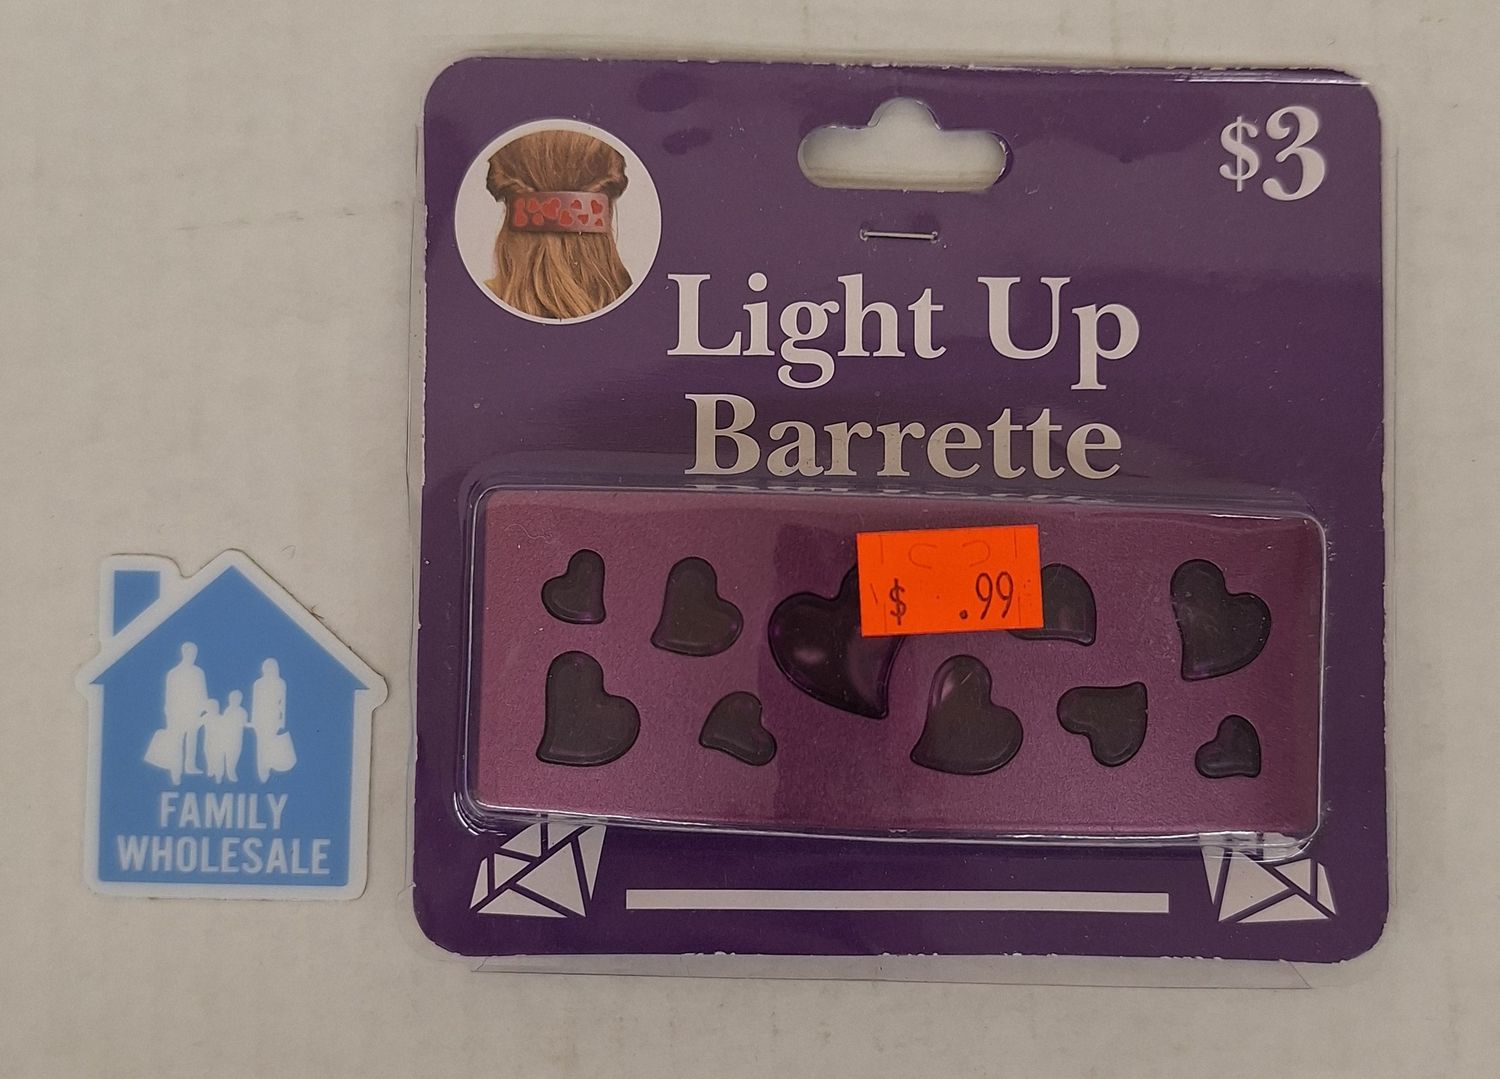 $3
Light Up
Barrette
$ .99
FAMILY
WHOLESALE